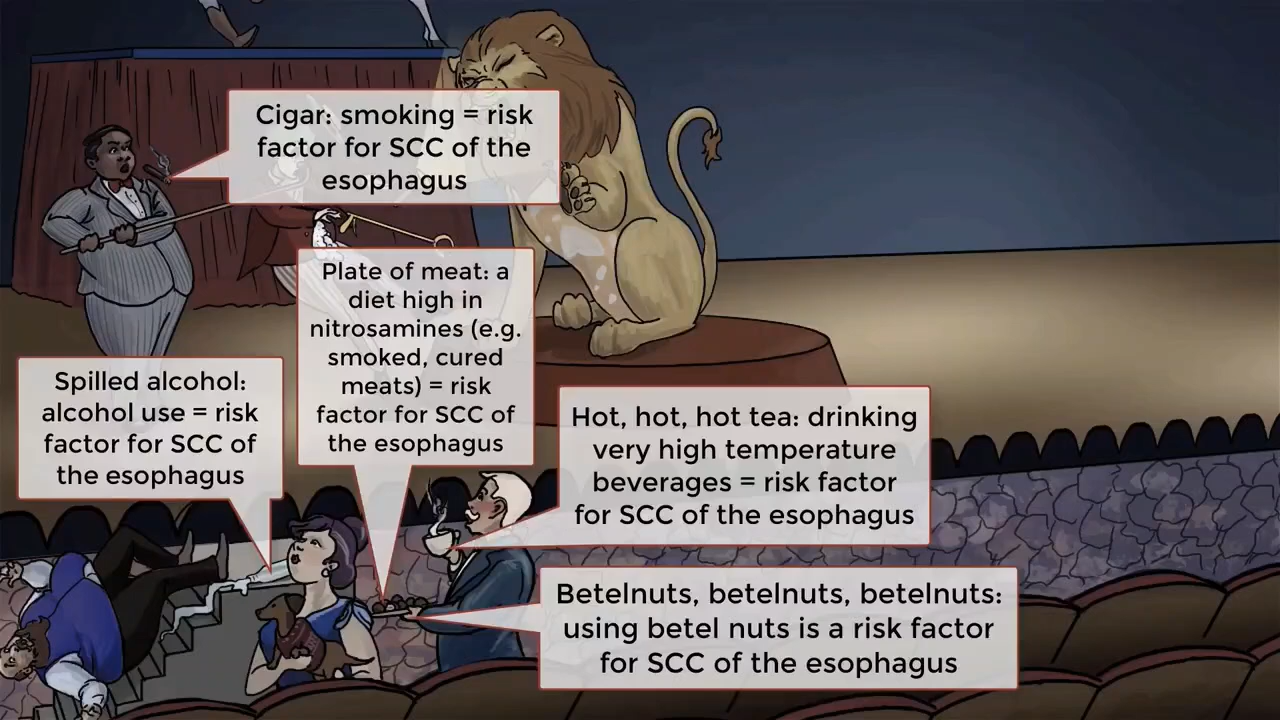 Cigar: smoking = risk
factor for SCC of the
esophagus
Plate of meat: a
diet high in
nitrosamines (e.g.
smoked, cured
meats) = risk
factor for SCC of
the esophagus
Spilled alcohol:
alcohol use = risk
factor for SCC of
the esophagus
Hot, hot, hot tea: drinking
very high temperature
beverages = risk factor
for SCC of the esophagus
Betelnuts, betelnuts, betelnuts:
using betel nuts is a risk factor
for SCC of the esophagus